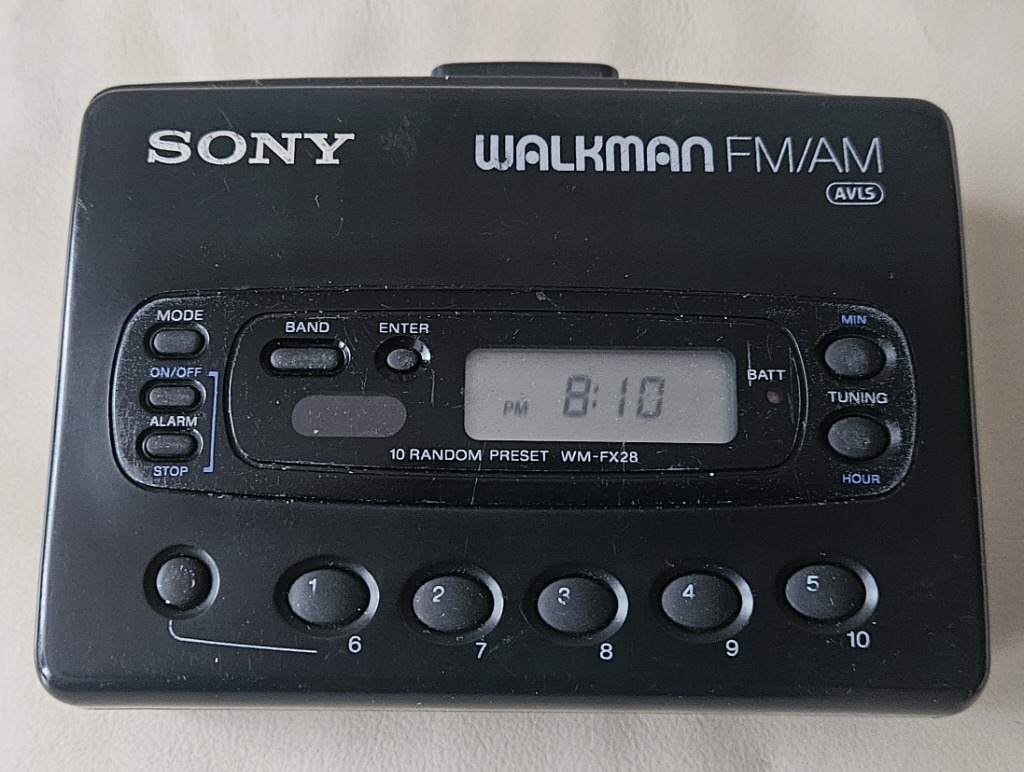 SONY
WALKMAN FM/AM
AVLS
MODE
ON/OFF
ALARM
STOP
BAND
ENTER
PM 8:10
BATT
MIN
TUNING
HOUR
10 RANDOM PRESET WM-FX28
1
2
3
4
5
6
7
8
9
10